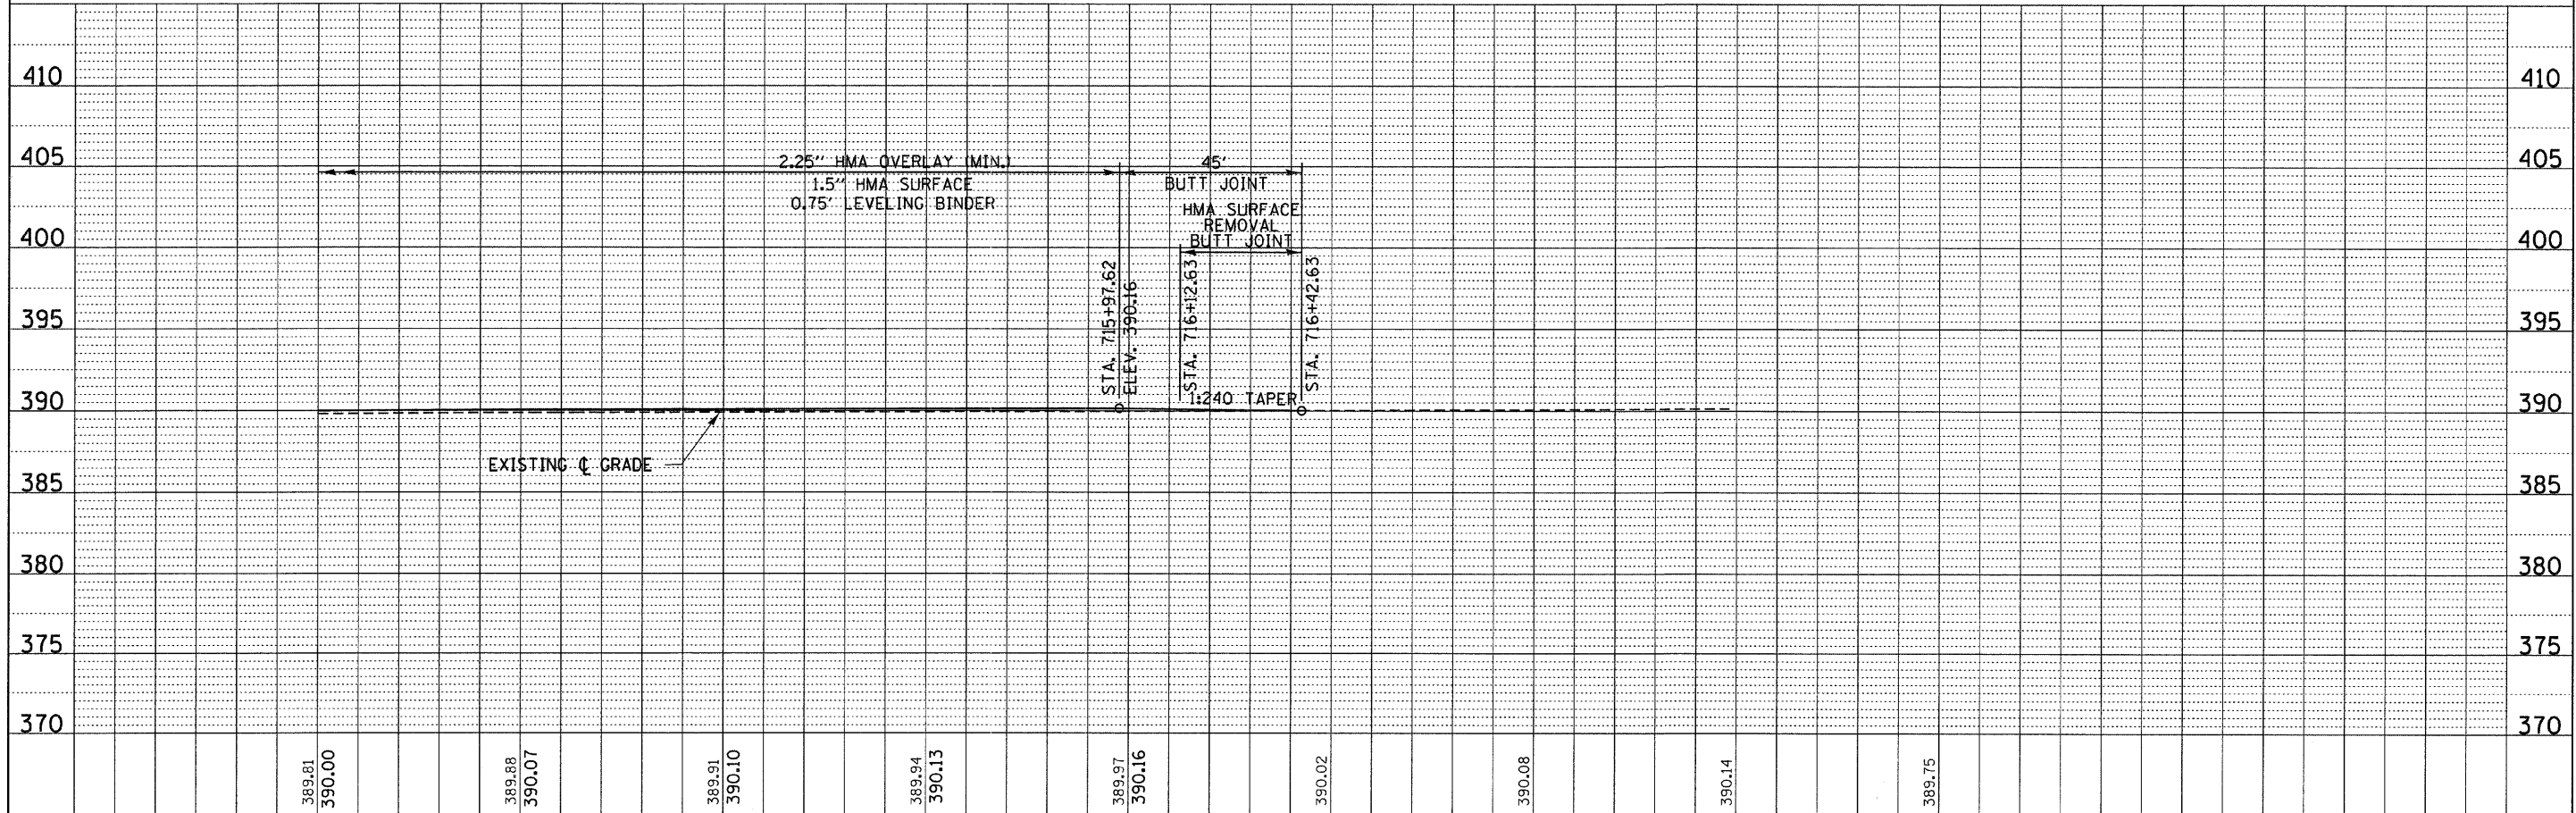 410 410
405 405
2.25" HMA OVERLAY (MIN.)
1.5" HMA SURFACE
0.75' LEVELING BINDER
45'
BUTT JOINT
HMA SURFACE
REMOVAL
BUTT JOINT
400 400
STA. 715+97.62
ELEV. 390.16
STA. 716+12.63
STA. 716+42.63
395 395
1:240 TAPER
390 390
EXISTING ℄ GRADE
385 385
380 380
375 375
370 370
389.81
390.00
389.88
390.07
389.91
390.10
389.94
390.13
389.97
390.16
390.02
390.08
390.14
389.75